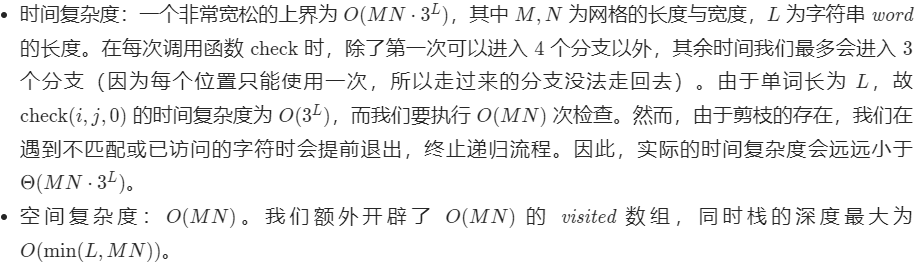 • 时间复杂度：一个非常宽松的上界为 O(MN · 3^L)，其中 M, N 为网格的长度与宽度，L 为字符串 word
的长度。在每次调用函数 check 时，除了第一次可以进入 4 个分支以外，其余时间我们最多会进入 3
个分支（因为每个位置只能使用一次，所以走过来的分支没法走回去）。由于单词长为 L，故
check(i, j, 0) 的时间复杂度为 O(3^L)，而我们要执行 O(MN) 次检查。然而，由于剪枝的存在，我们在
遇到不匹配或已访问的字符时会提前退出，终止递归流程。因此，实际的时间复杂度会远远小于
Θ(MN · 3^L)。
• 空间复杂度：O(MN)。我们额外开辟了 O(MN) 的 visited 数组，同时栈的深度最大为
O(min(L, MN))。